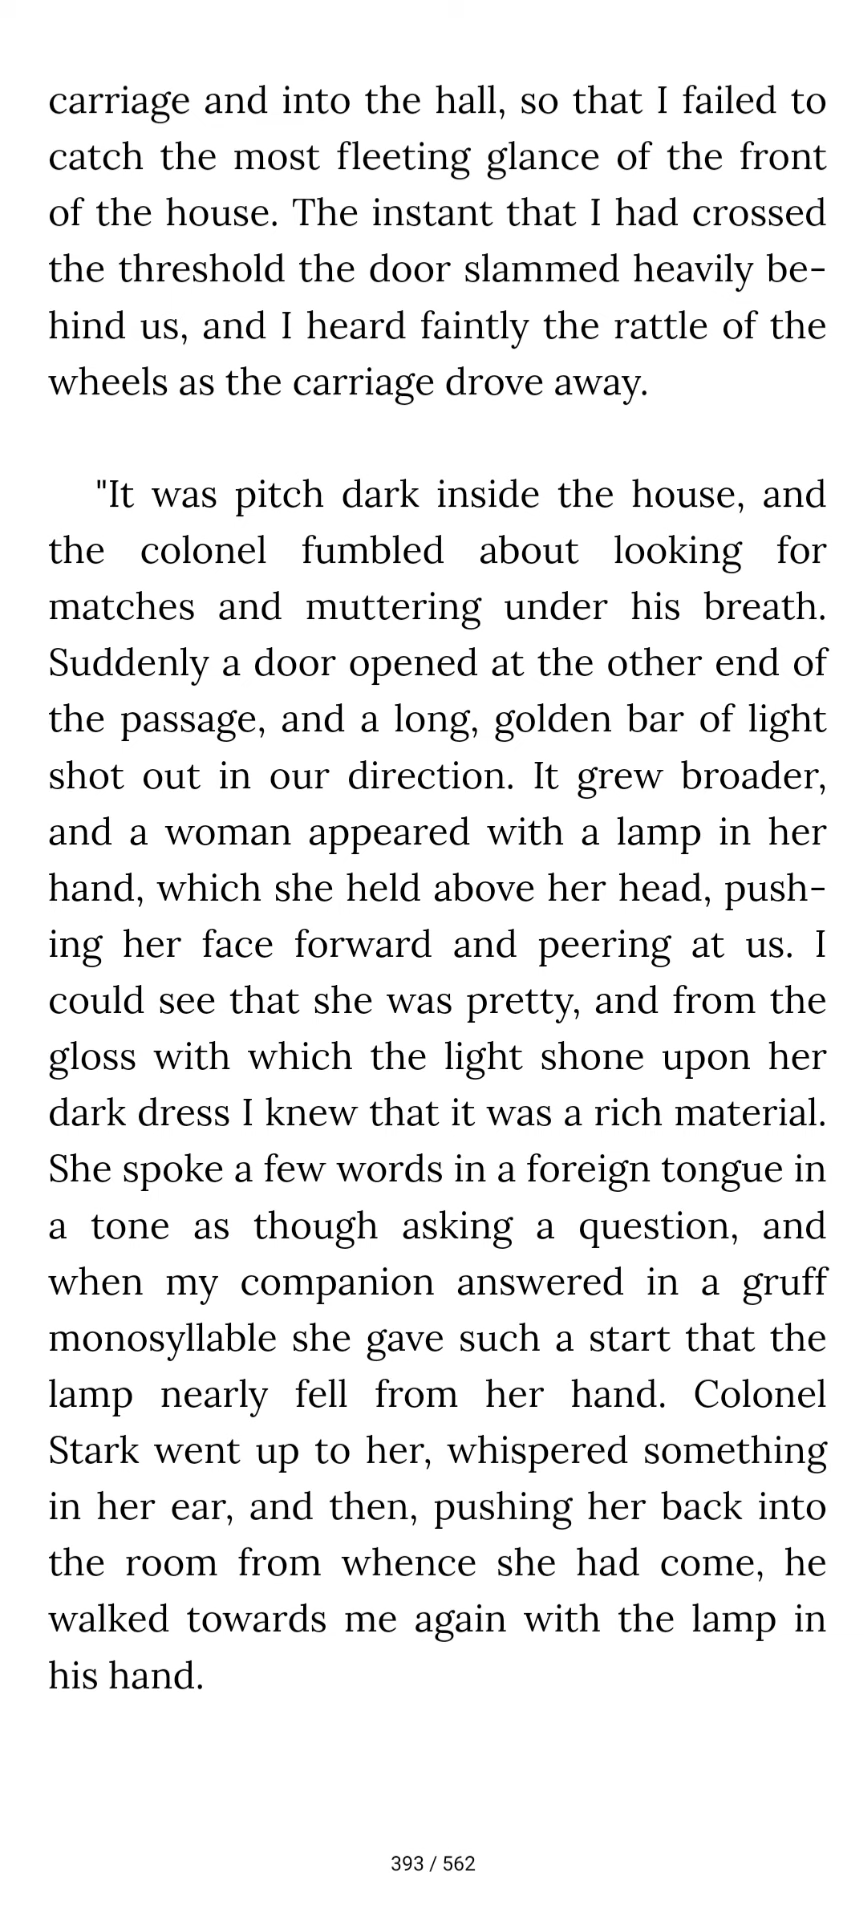 carriage and into the hall, so that I failed to
catch the most fleeting glance of the front
of the house. The instant that I had crossed
the threshold the door slammed heavily be-
hind us, and I heard faintly the rattle of the
wheels as the carriage drove away.
"It was pitch dark inside the house, and
the colonel fumbled about looking for
matches and muttering under his breath.
Suddenly a door opened at the other end of
the passage, and a long, golden bar of light
shot out in our direction. It grew broader,
and a woman appeared with a lamp in her
hand, which she held above her head, push-
ing her face forward and peering at us. I
could see that she was pretty, and from the
gloss with which the light shone upon her
dark dress I knew that it was a rich material.
She spoke a few words in a foreign tongue in
a tone as though asking a question, and
when my companion answered in a gruff
monosyllable she gave such a start that the
lamp nearly fell from her hand. Colonel
Stark went up to her, whispered something
in her ear, and then, pushing her back into
the room from whence she had come, he
walked towards me again with the lamp in
his hand.
393 / 562